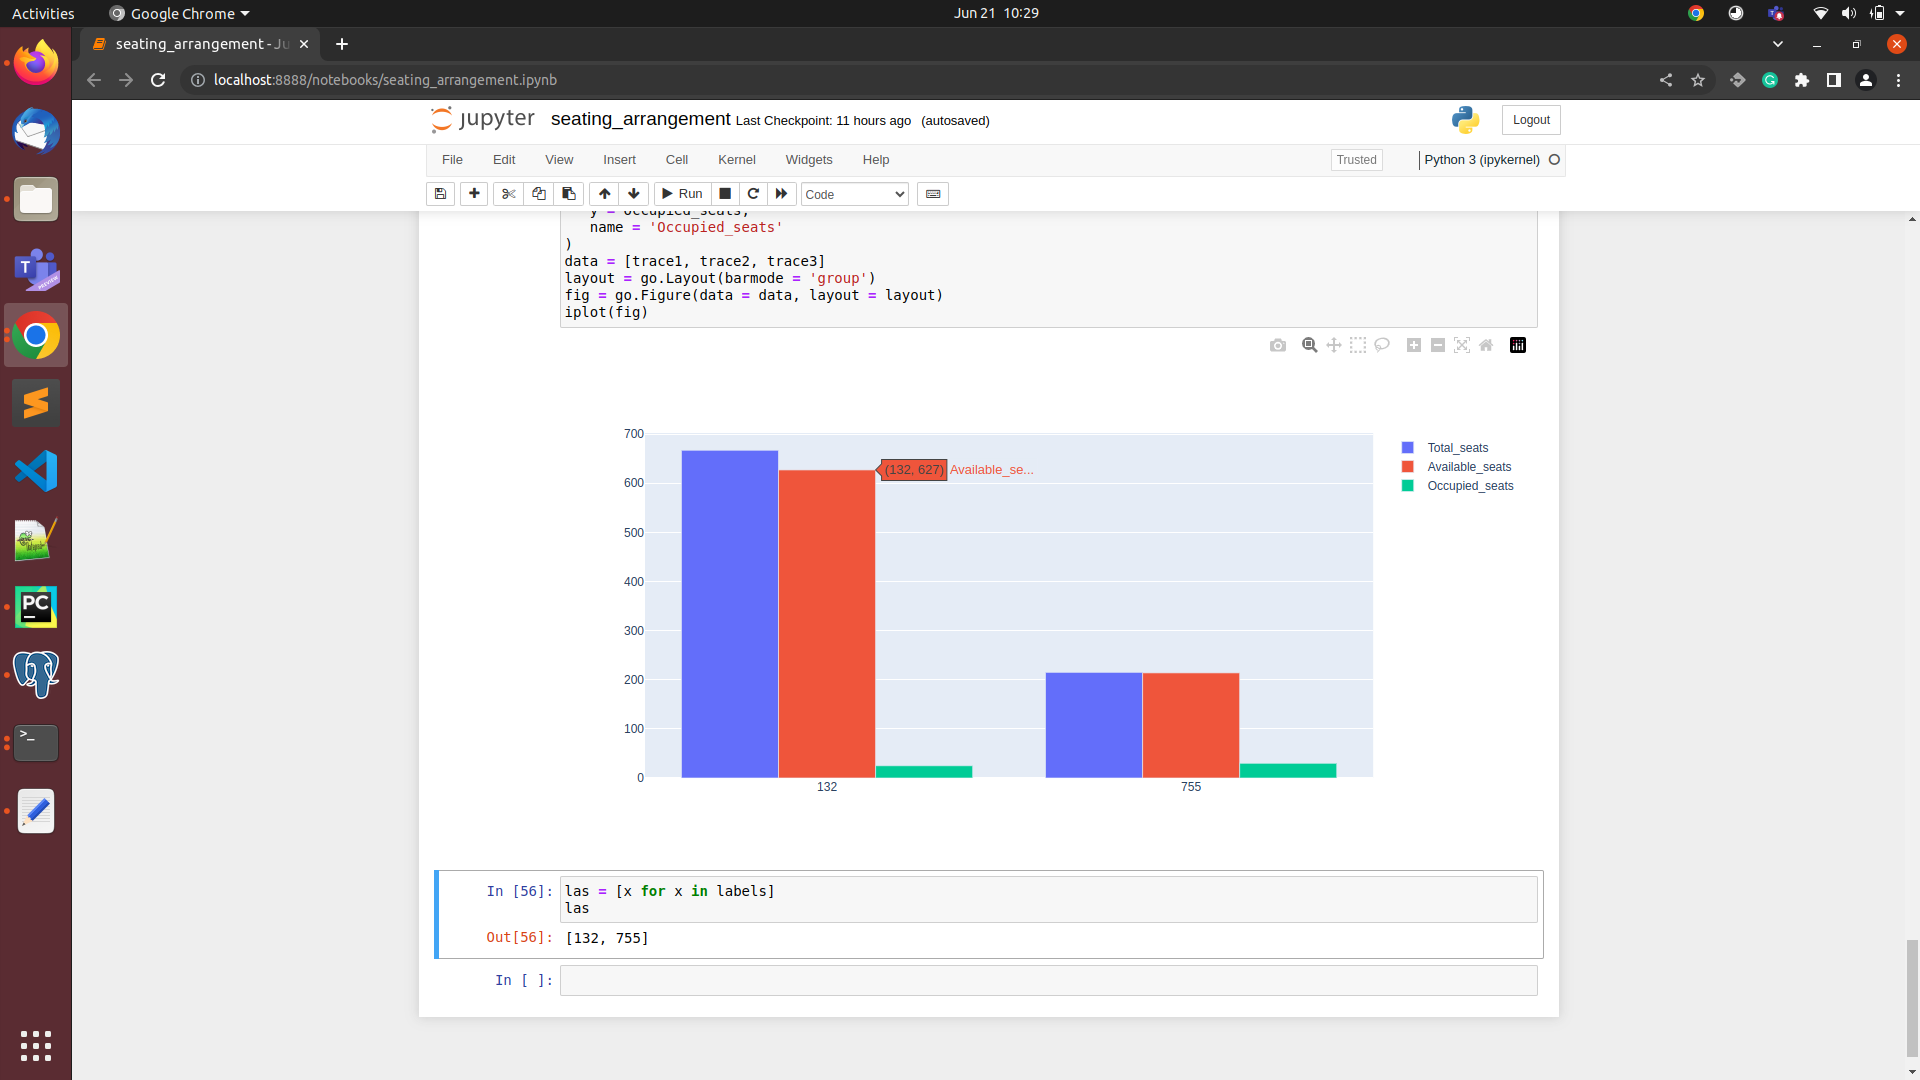 Activities
Google Chrome
Jun 21 10:29
seating_arrangement - Ju
localhost:8888/notebooks/seating_arrangement.ipynb
jupyter
seating_arrangement Last Checkpoint: 11 hours ago (autosaved)
Logout
File Edit View Insert Cell Kernel Widgets Help
Trusted
Python 3 (ipykernel)
Run
Code
y = Occupied_seats,
name = 'Occupied_seats'
)
data = [trace1, trace2, trace3]
layout = go.Layout(barmode = 'group')
fig = go.Figure(data = data, layout = layout)
iplot(fig)
700
600
500
400
300
200
100
0
(132, 627) Available_se...
132
755
Total_seats
Available_seats
Occupied_seats
In [56]:
las = [x for x in labels]
las
Out[56]:
[132, 755]
In [ ]:
T
PREVIEW
PC
>_